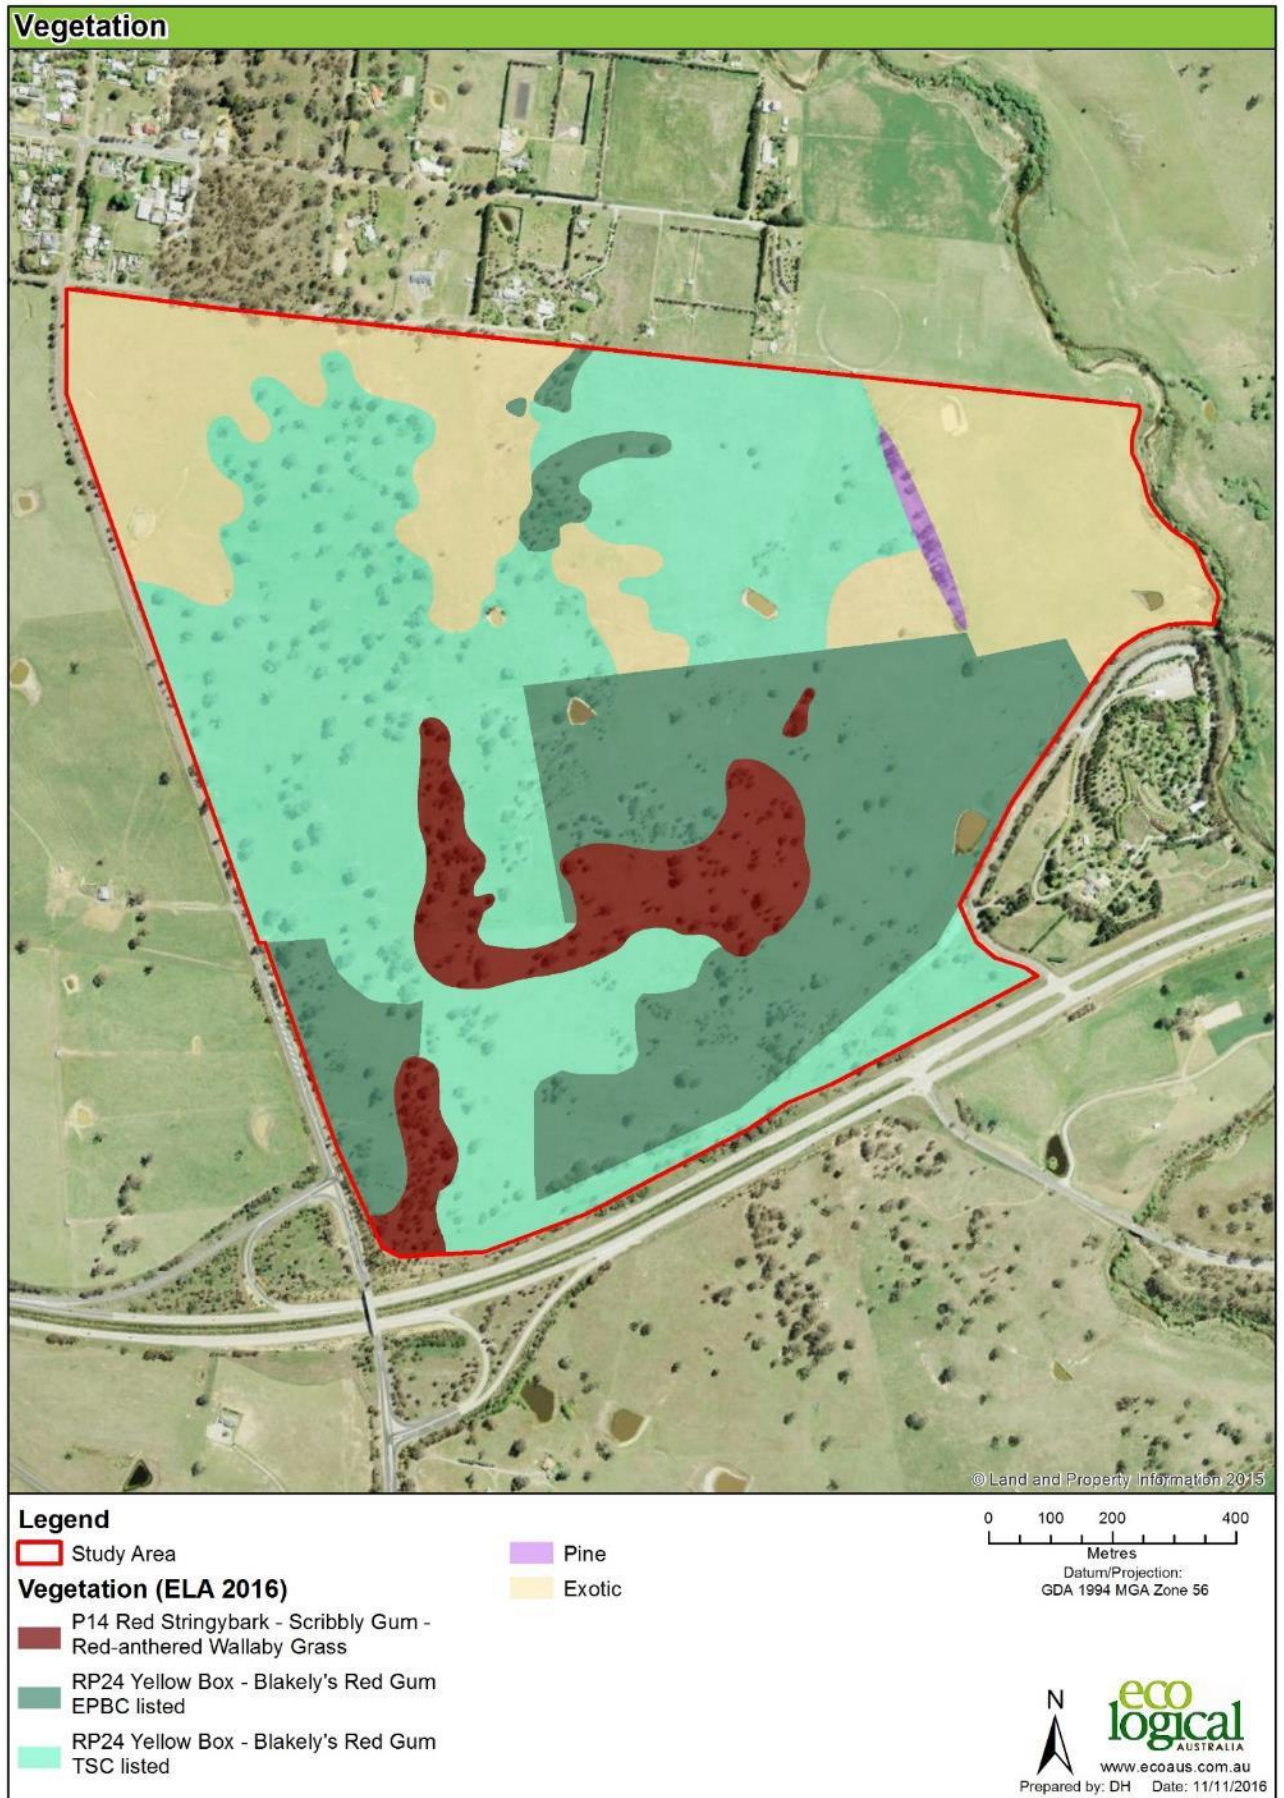 Vegetation
© Land and Property Information 2015
Legend
Study Area
Vegetation (ELA 2016)
P14 Red Stringybark - Scribbly Gum -
Red-anthered Wallaby Grass
RP24 Yellow Box - Blakely's Red Gum
EPBC listed
RP24 Yellow Box - Blakely's Red Gum
TSC listed
Pine
Exotic
0 100 200 400
Metres
Datum/Projection:
GDA 1994 MGA Zone 56
N
eco
logical
AUSTRALIA
www.ecoaus.com.au
Prepared by: DH Date: 11/11/2016